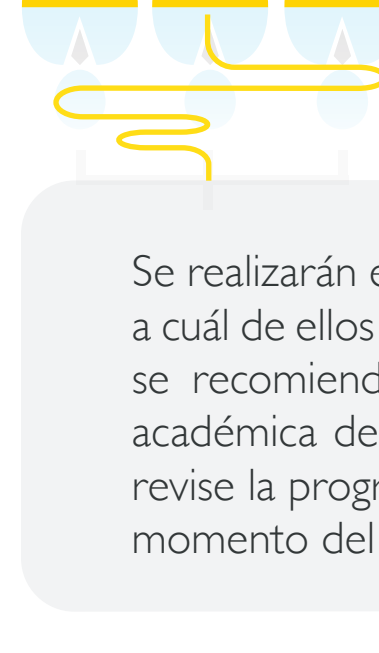 Se realizarán e
a cuál de ellos
se recomiend
académica de
revise la progr
momento del